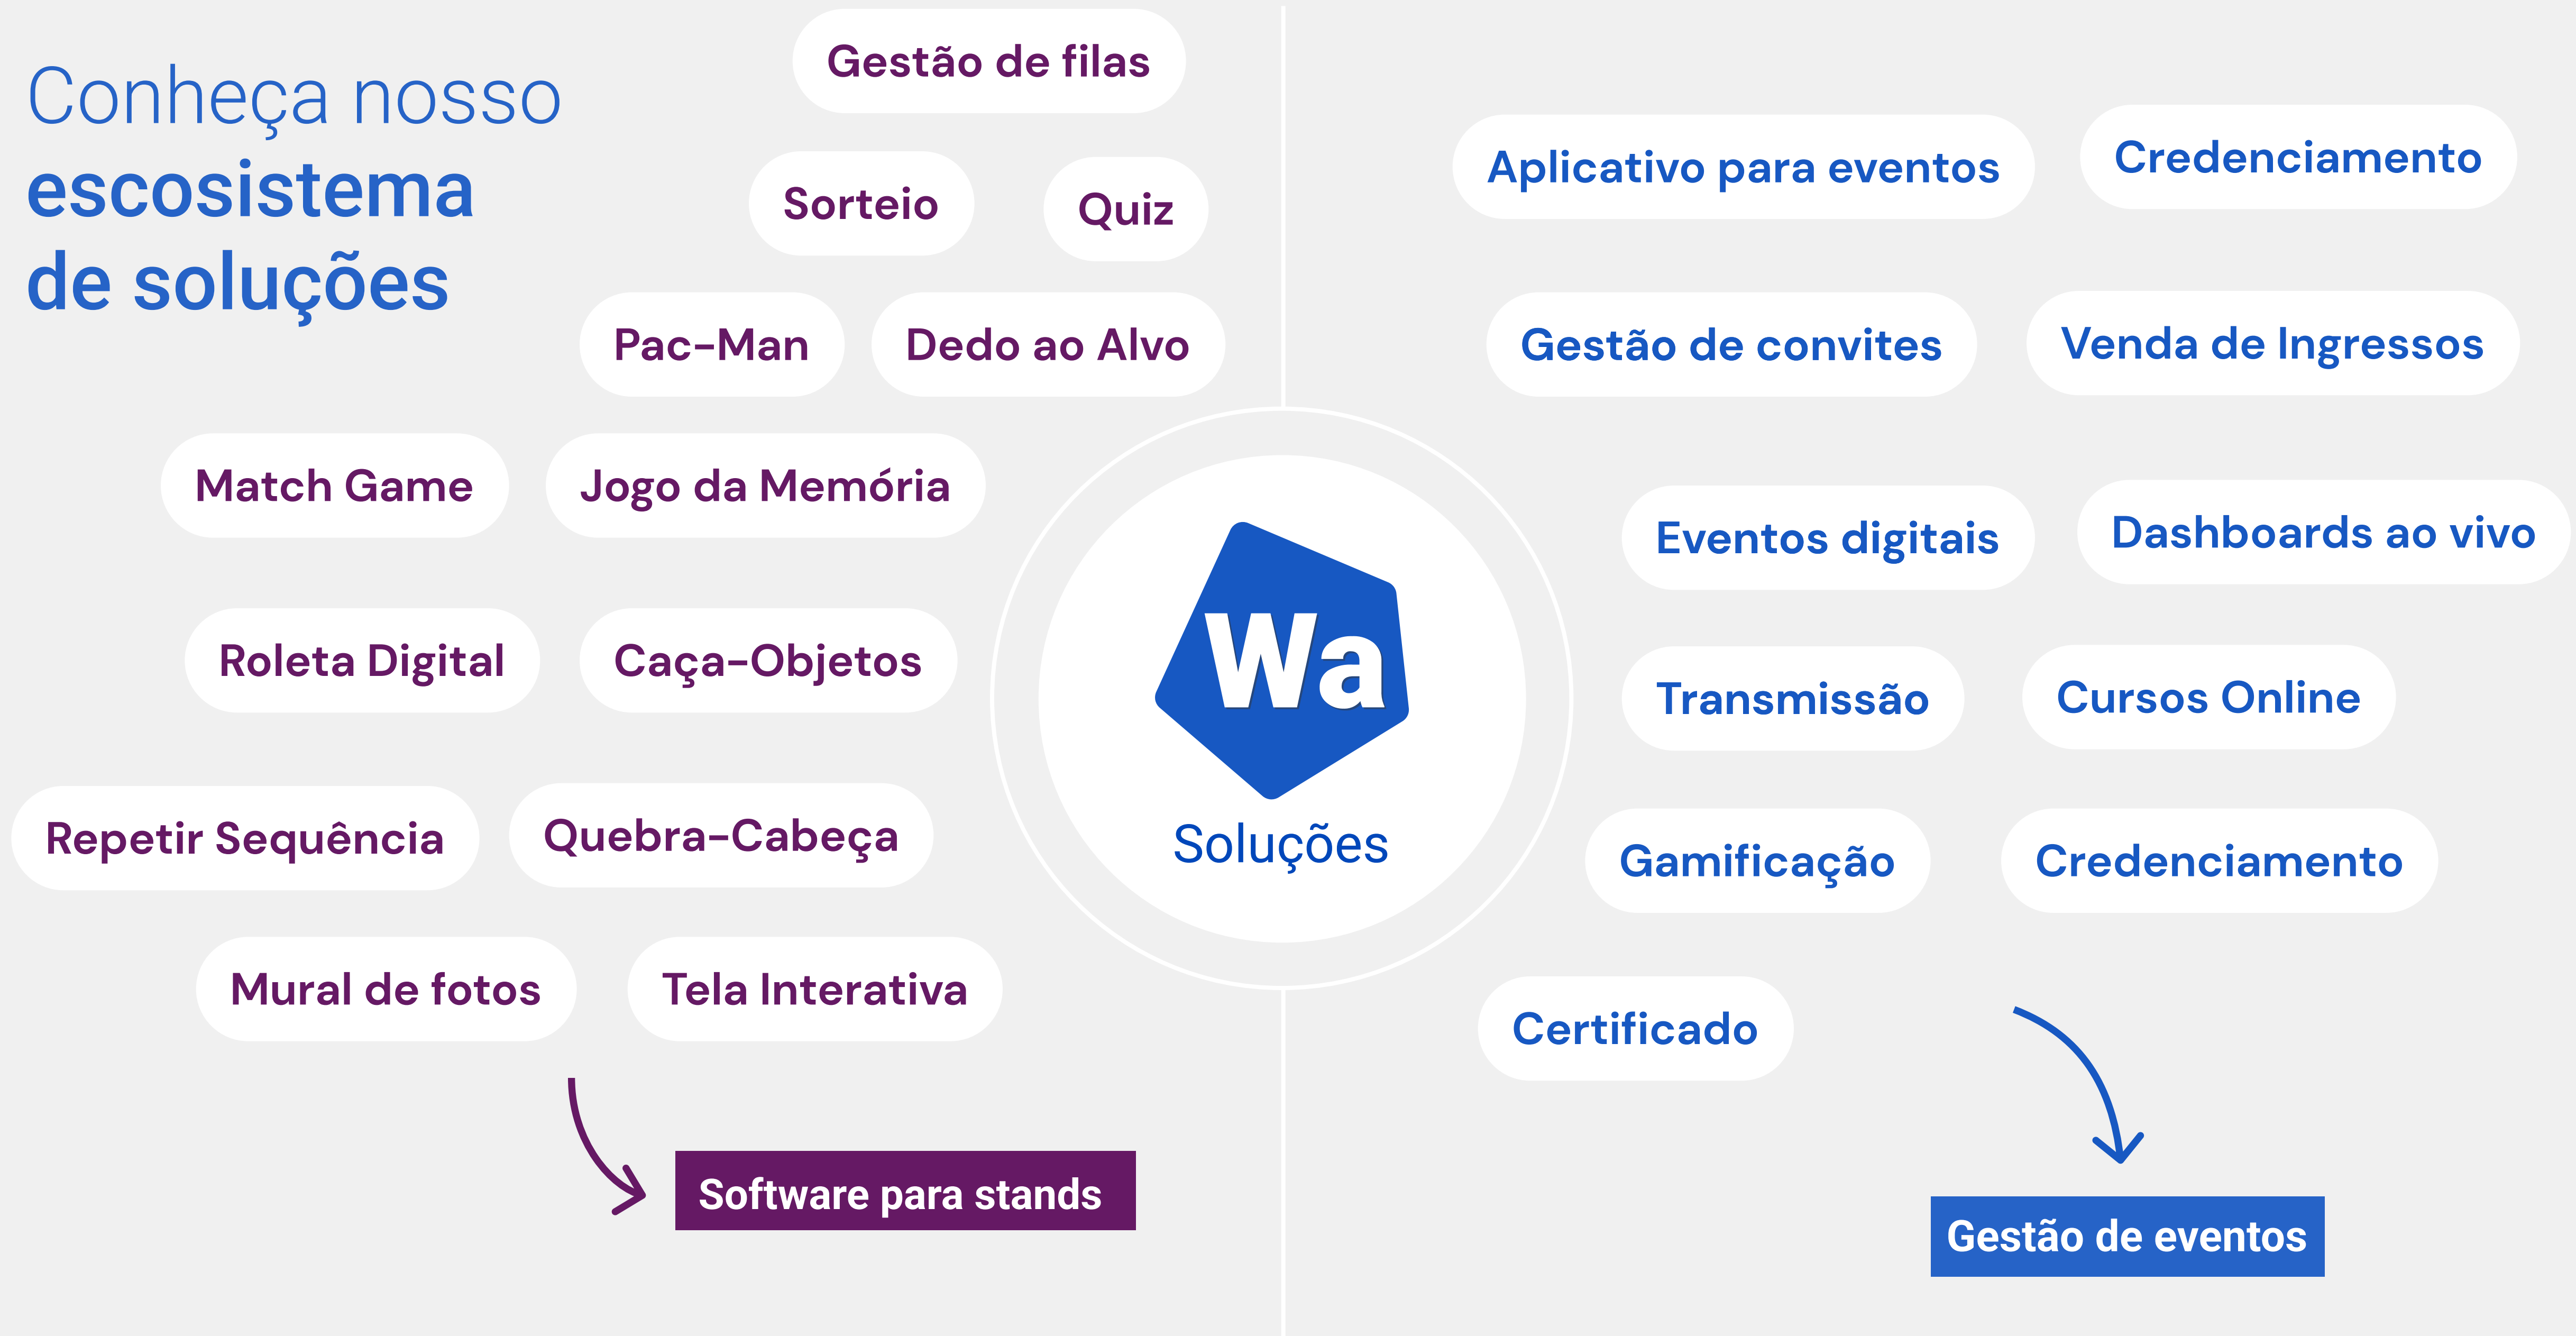 Conheça nosso
escosistema
de soluções
Gestão de filas
Sorteio
Quiz
Pac-Man
Dedo ao Alvo
Match Game
Jogo da Memória
Roleta Digital
Caça-Objetos
Repetir Sequência
Quebra-Cabeça
Mural de fotos
Tela Interativa
Software para stands
Wa
Soluções
Aplicativo para eventos
Credenciamento
Gestão de convites
Venda de Ingressos
Eventos digitais
Dashboards ao vivo
Transmissão
Cursos Online
Gamificação
Credenciamento
Certificado
Gestão de eventos